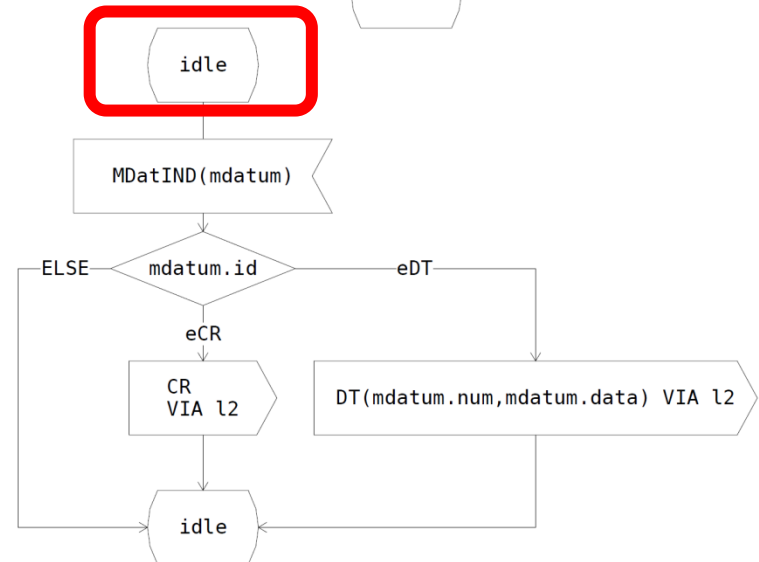 idle
MDatIND(mdatum)
ELSE
mdatum.id
eDT
eCR
CR
VIA l2
DT(mdatum.num,mdatum.data) VIA l2
idle